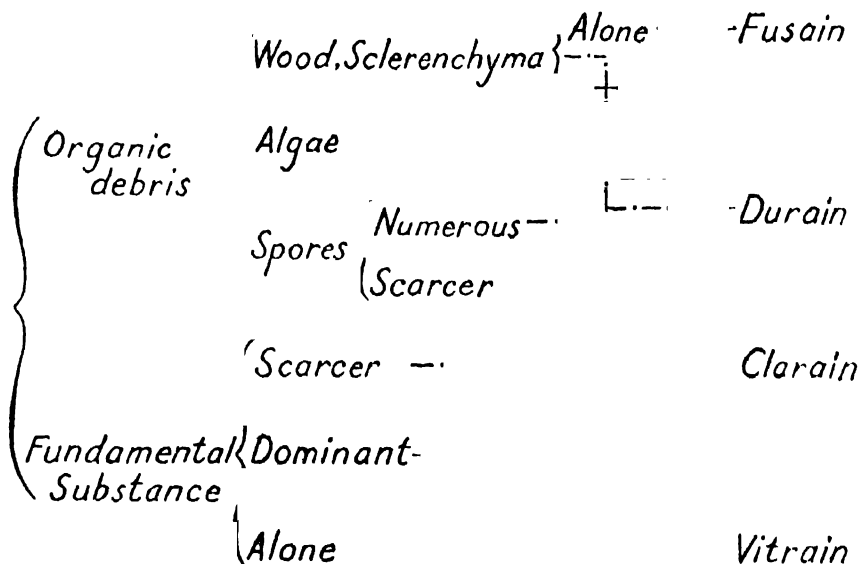 Alone Fusain
Wood, Sclerenchyma
+
Organic Algae
debris
Numerous Durain
Spores
Scarcer
Scarcer Clarain
Fundamental Dominant
Substance
Alone Vitrain